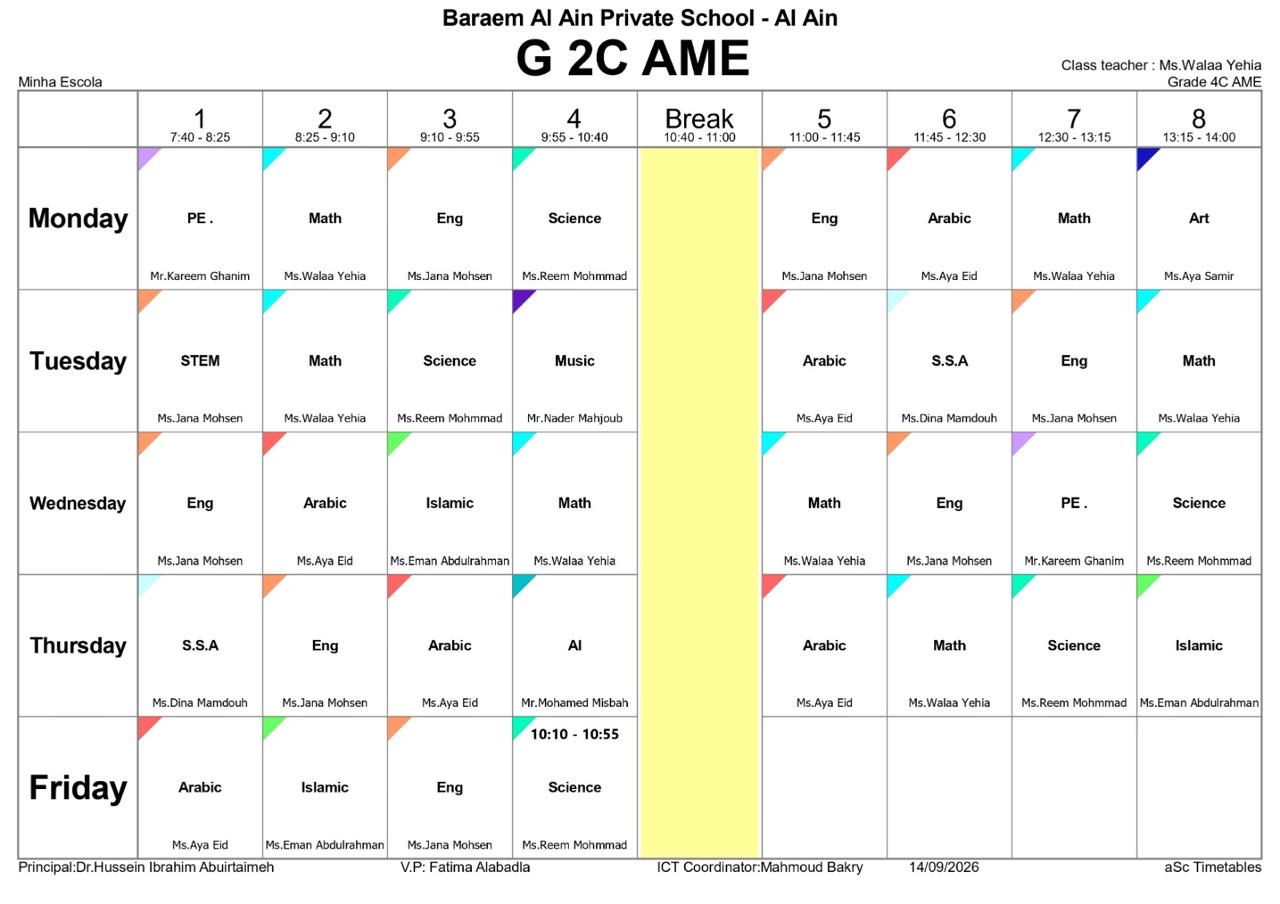 Baraem Al Ain Private School - Al Ain
G 2C AME
Minha Escola
Class teacher : Ms.Walaa Yehia
Grade 4C AME
1 2 3 4 Break 5 6 7 8
7:40 - 8:25 8:25 - 9:10 9:10 - 9:55 9:55 - 10:40 10:40 - 11:00 11:00 - 11:45 11:45 - 12:30 12:30 - 13:15 13:15 - 14:00
Monday PE . Math Eng Science Eng Arabic Math Art
Mr.Kareem Ghanim Ms.Walaa Yehia Ms.Jana Mohsen Ms.Reem Mohmmad Ms.Jana Mohsen Ms.Aya Eid Ms.Walaa Yehia Ms.Aya Samir
Tuesday STEM Math Science Music Arabic S.S.A Eng Math
Ms.Jana Mohsen Ms.Walaa Yehia Ms.Reem Mohmmad Mr.Nader Mahjoub Ms.Aya Eid Ms.Dina Mamdouh Ms.Jana Mohsen Ms.Walaa Yehia
Wednesday Eng Arabic Islamic Math Math Eng PE . Science
Ms.Jana Mohsen Ms.Aya Eid Ms.Eman Abdulrahman Ms.Walaa Yehia Ms.Walaa Yehia Ms.Jana Mohsen Mr.Kareem Ghanim Ms.Reem Mohmmad
Thursday S.S.A Eng Arabic AI Arabic Math Science Islamic
Ms.Dina Mamdouh Ms.Jana Mohsen Ms.Aya Eid Mr.Mohamed Misbah Ms.Aya Eid Ms.Walaa Yehia Ms.Reem Mohmmad Ms.Eman Abdulrahman
10:10 - 10:55
Friday Arabic Islamic Eng Science
Ms.Aya Eid Ms.Eman Abdulrahman Ms.Jana Mohsen Ms.Reem Mohmmad
Principal:Dr.Hussein Ibrahim Abuirtaimeh V.P: Fatima Alabadla ICT Coordinator:Mahmoud Bakry 14/09/2026 aSc Timetables